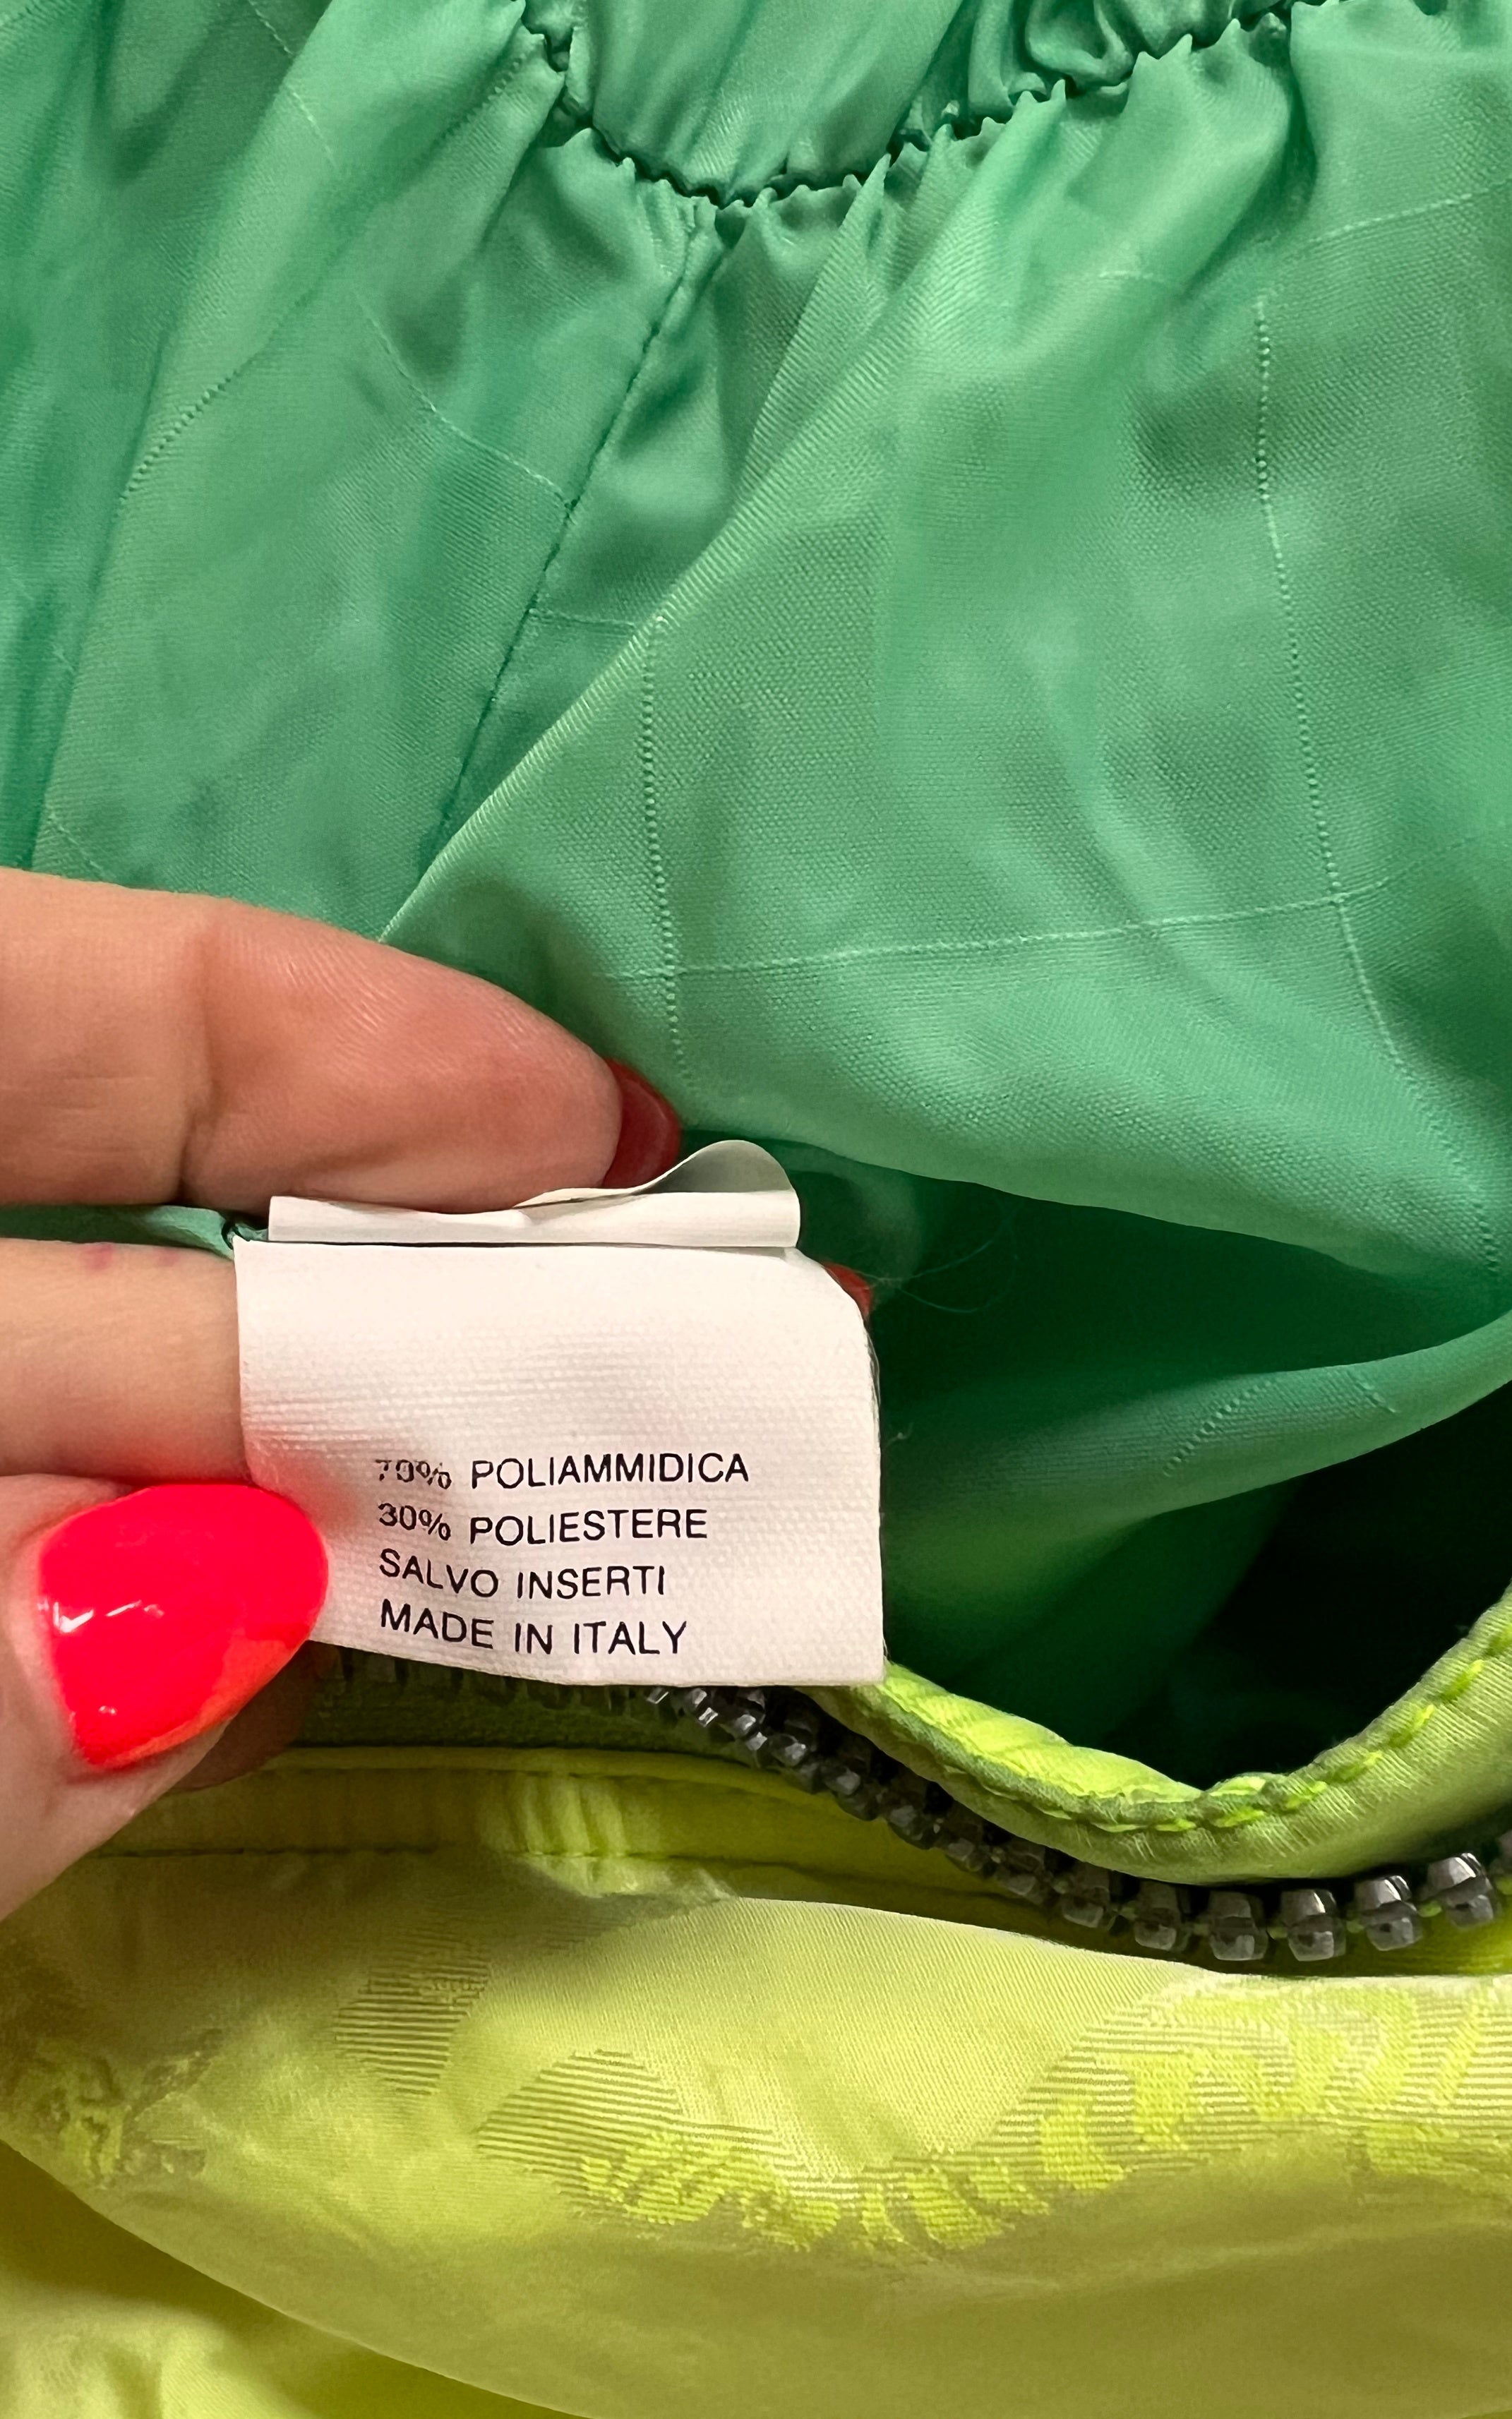 70% POLIAMMIDICA
30% POLIESTERE
SALVO INSERTI
MADE IN ITALY